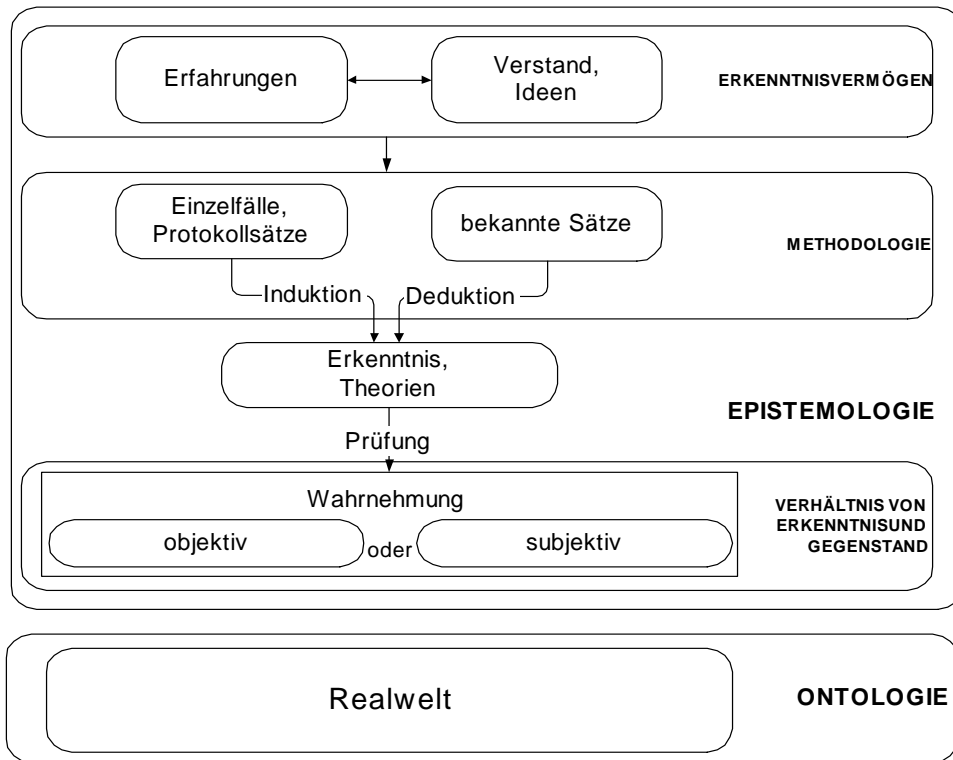 Erfahrungen
Verstand,
Ideen
ERKENNTNISVERMÖGEN
Einzelfälle,
Protokollsätze
bekannte Sätze
METHODOLOGIE
Induktion
Deduktion
Erkenntnis,
Theorien
EPISTEMOLOGIE
Prüfung
Wahrnehmung
objektiv
oder
subjektiv
VERHÄLTNIS VON
ERKENNTNISUND
GEGENSTAND
Realwelt
ONTOLOGIE